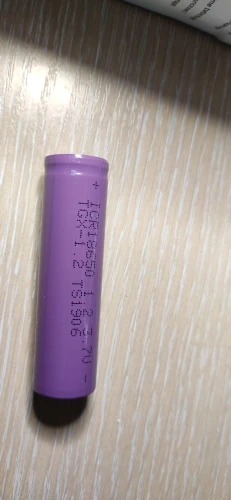 + ICR18650 1.2 3.7V -
TGX-1.2 TS1906